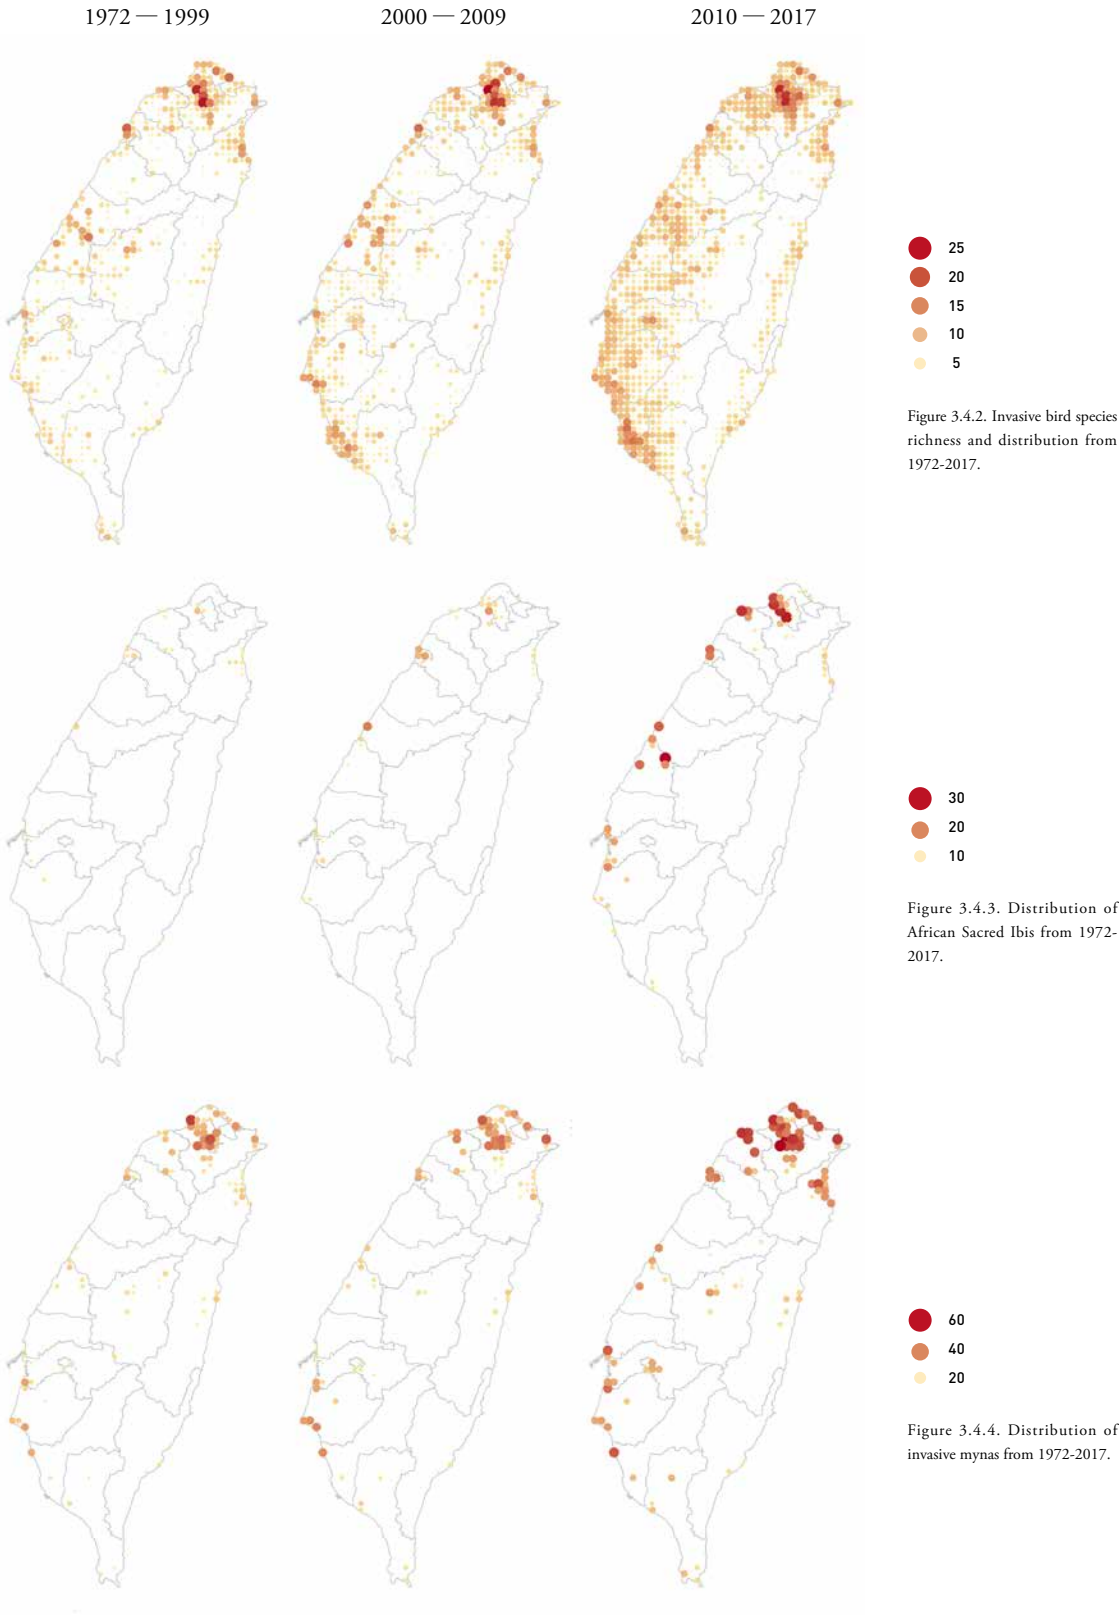 1972 — 1999
2000 — 2009
2010 — 2017
25
20
15
10
5
Figure 3.4.2. Invasive bird species
richness and distribution from
1972-2017.
30
20
10
Figure 3.4.3. Distribution of
African Sacred Ibis from 1972-
2017.
60
40
20
Figure 3.4.4. Distribution of
invasive mynas from 1972-2017.